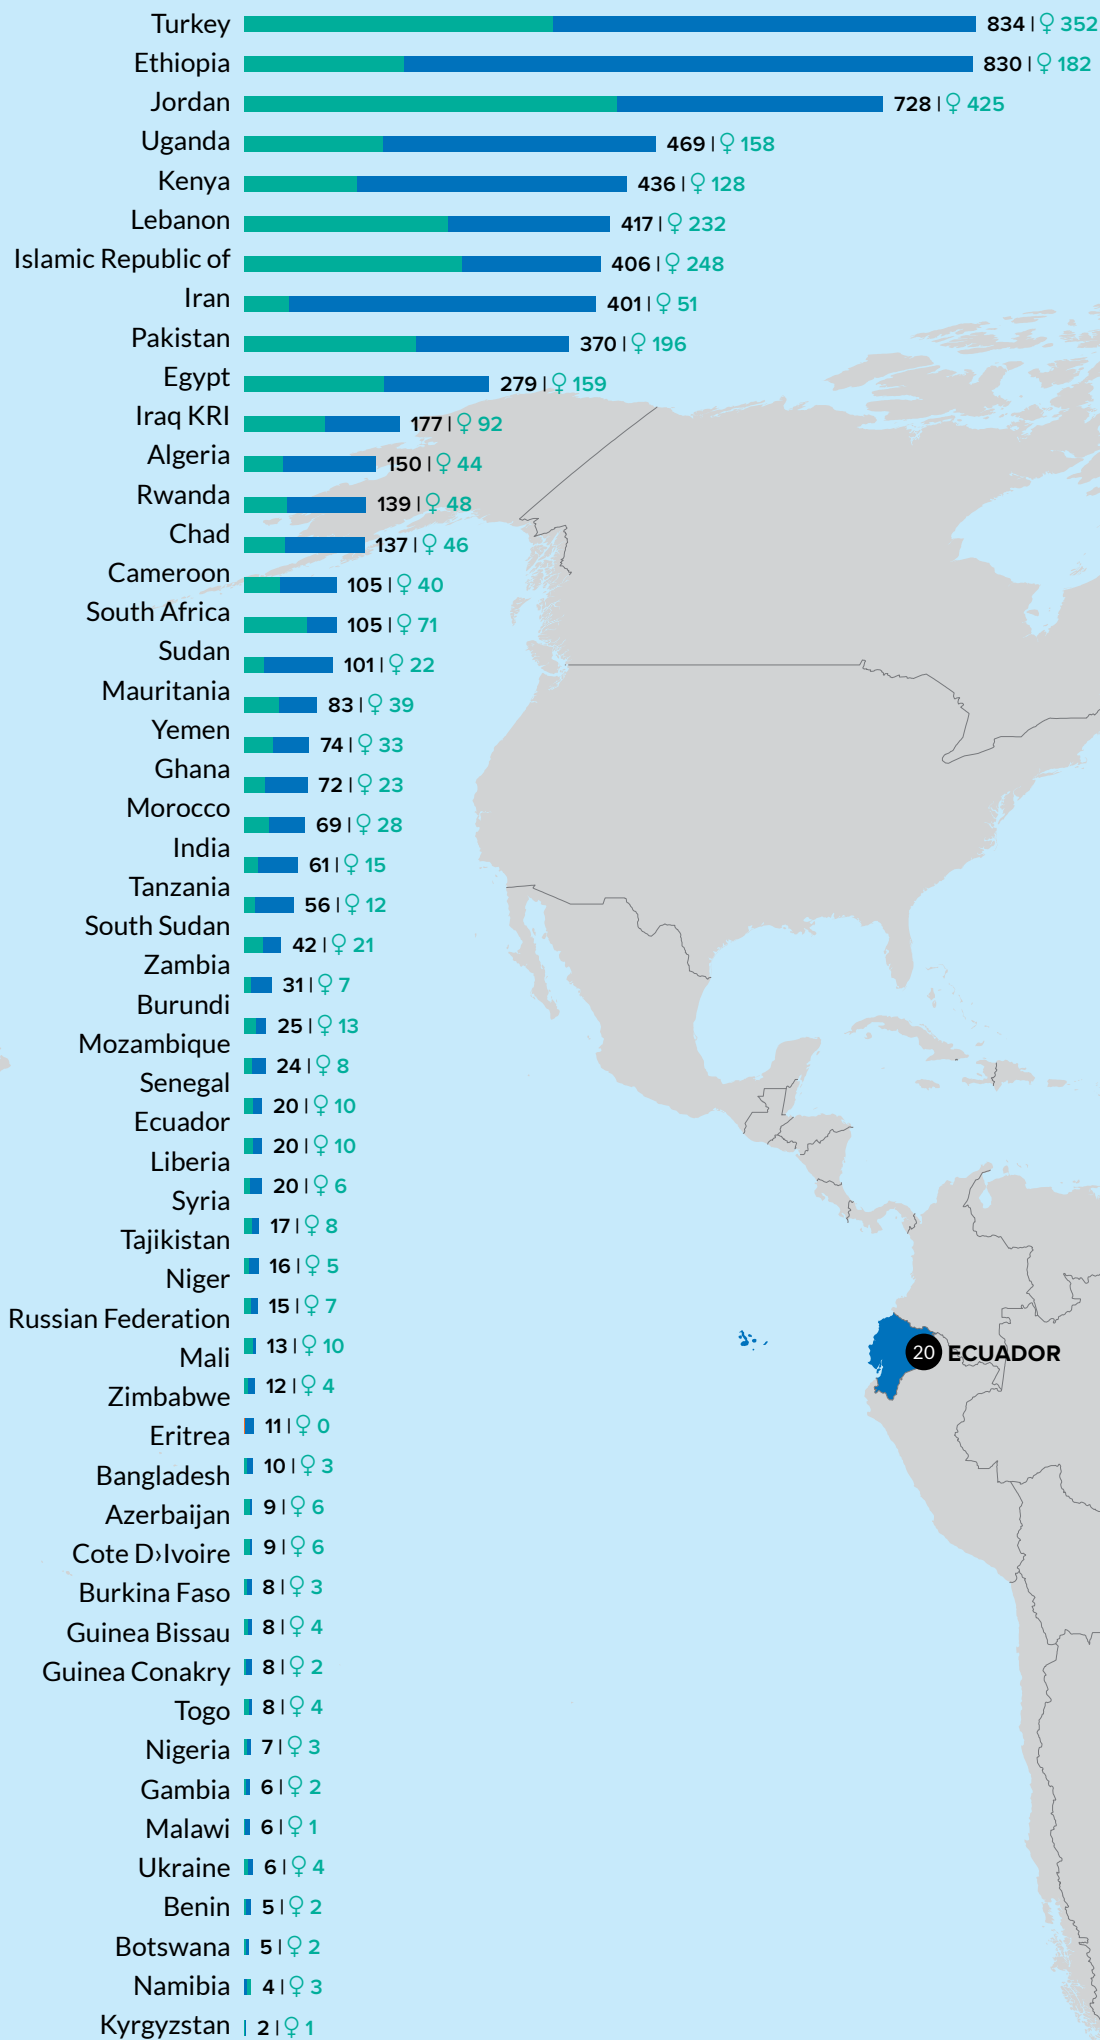 Turkey 834 | ♀ 352
Ethiopia 830 | ♀ 182
Jordan 728 | ♀ 425
Uganda 469 | ♀ 158
Kenya 436 | ♀ 128
Lebanon 417 | ♀ 232
Islamic Republic of 406 | ♀ 248
Iran 401 | ♀ 51
Pakistan 370 | ♀ 196
Egypt 279 | ♀ 159
Iraq KRI 177 | ♀ 92
Algeria 150 | ♀ 44
Rwanda 139 | ♀ 48
Chad 137 | ♀ 46
Cameroon 105 | ♀ 40
South Africa 105 | ♀ 71
Sudan 101 | ♀ 22
Mauritania 83 | ♀ 39
Yemen 74 | ♀ 33
Ghana 72 | ♀ 23
Morocco 69 | ♀ 28
India 61 | ♀ 15
Tanzania 56 | ♀ 12
South Sudan 42 | ♀ 21
Zambia 31 | ♀ 7
Burundi 25 | ♀ 13
Mozambique 24 | ♀ 8
Senegal 20 | ♀ 10
Ecuador 20 | ♀ 10
Liberia 20 | ♀ 6
Syria 17 | ♀ 8
Tajikistan 16 | ♀ 5
Niger 15 | ♀ 7
Russian Federation 13 | ♀ 10
Mali 12 | ♀ 4
Zimbabwe 11 | ♀ 0
Eritrea 10 | ♀ 3
Bangladesh 9 | ♀ 6
Azerbaijan 9 | ♀ 6
Cote D›Ivoire 8 | ♀ 3
Burkina Faso 8 | ♀ 4
Guinea Bissau 8 | ♀ 2
Guinea Conakry 8 | ♀ 4
Togo 7 | ♀ 3
Nigeria 6 | ♀ 2
Gambia 6 | ♀ 1
Malawi 6 | ♀ 4
Ukraine 5 | ♀ 2
Benin 5 | ♀ 2
Botswana 4 | ♀ 3
Namibia 2 | ♀ 1
Kyrgyzstan
20 ECUADOR